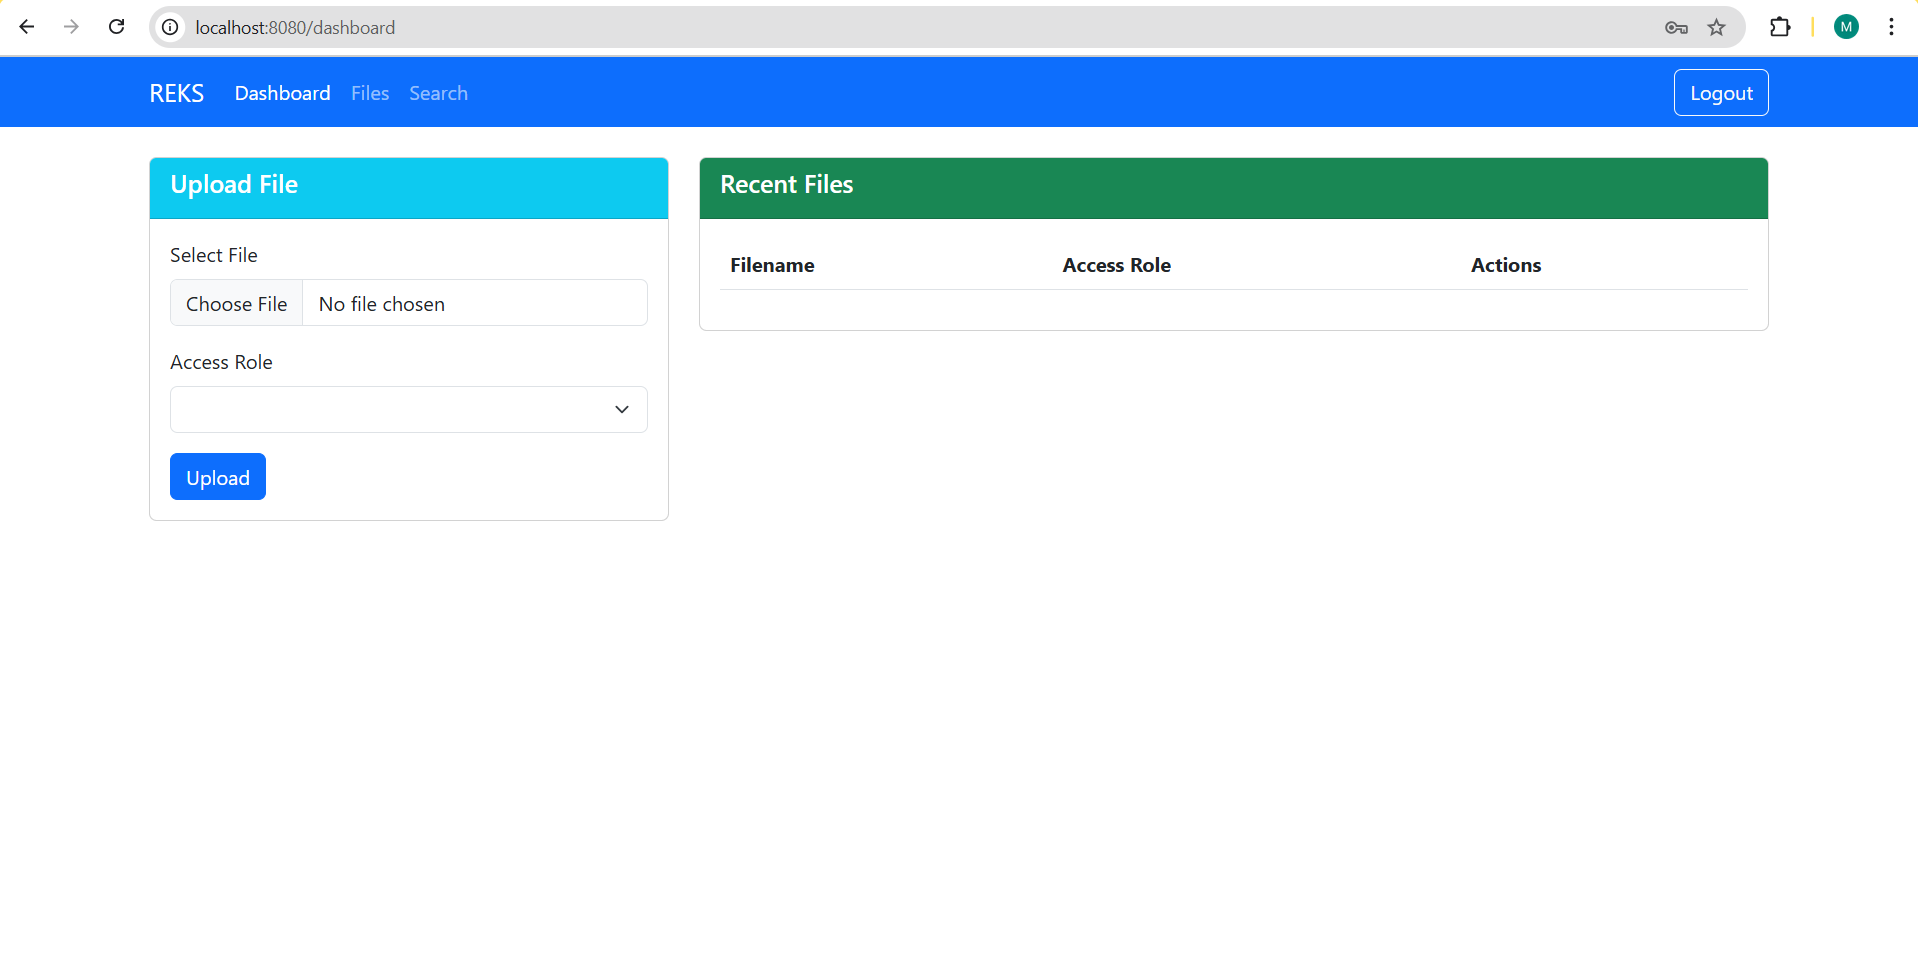 localhost:8080/dashboard
M
REKS Dashboard Files Search Logout
Upload File
Select File
Choose File No file chosen
Access Role
Upload
Recent Files
Filename Access Role Actions